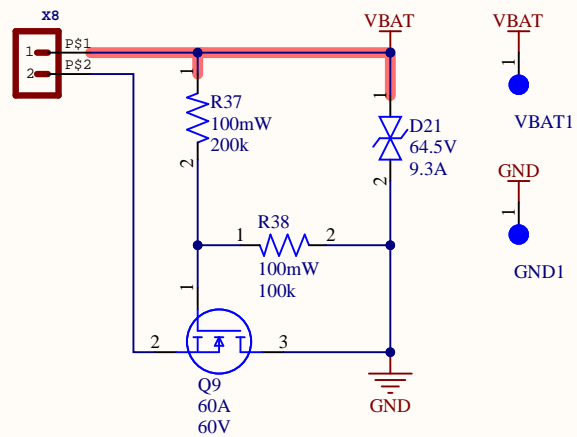 X8
VBAT
VBAT
1
P$1
2
P$2
1
R37
100mW
200k
2
1
D21
64.5V
9.3A
2
1
VBAT1
GND
1
GND1
R38
1
2
100mW
100k
1
2
3
Q9
60A
60V
GND